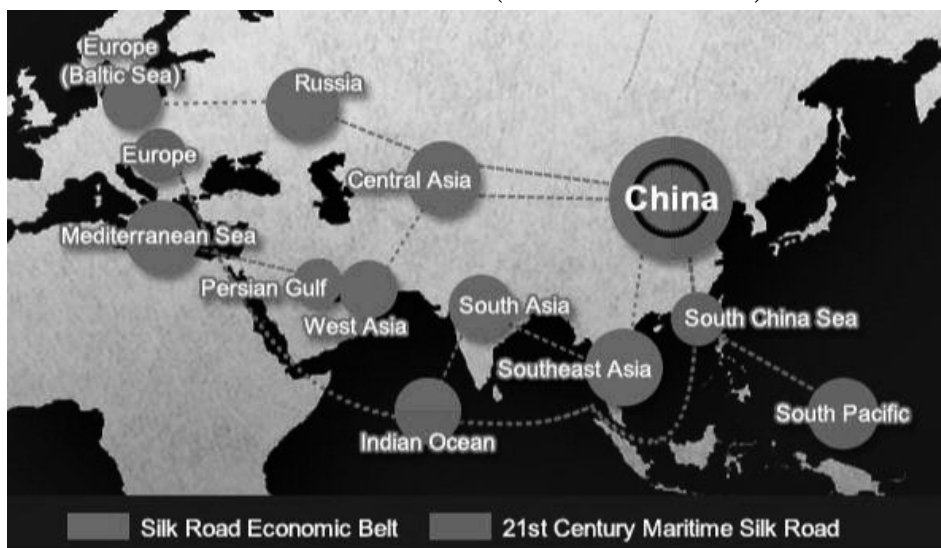 Europe
(Baltic Sea)
Russia
Europe
Central Asia
China
Mediterranean Sea
Persian Gulf
West Asia
South Asia
South China Sea
Southeast Asia
South Pacific
Indian Ocean
Silk Road Economic Belt
21st Century Maritime Silk Road